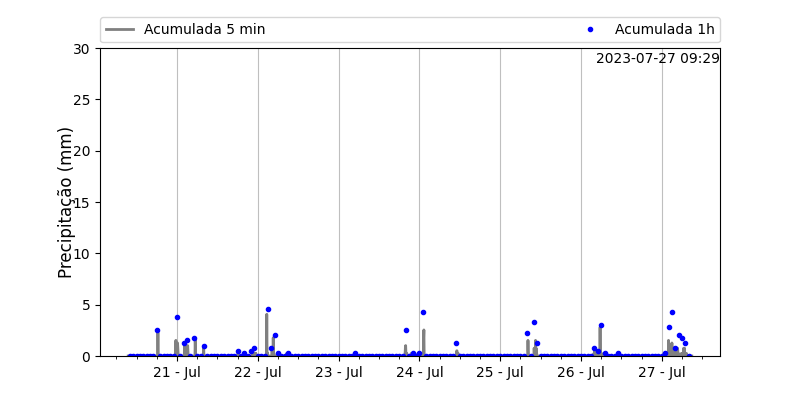 Acumulada 5 min
Acumulada 1h
2023-07-27 09:29
Precipitação (mm)
30
25
20
15
10
5
0
21 - Jul
22 - Jul
23 - Jul
24 - Jul
25 - Jul
26 - Jul
27 - Jul